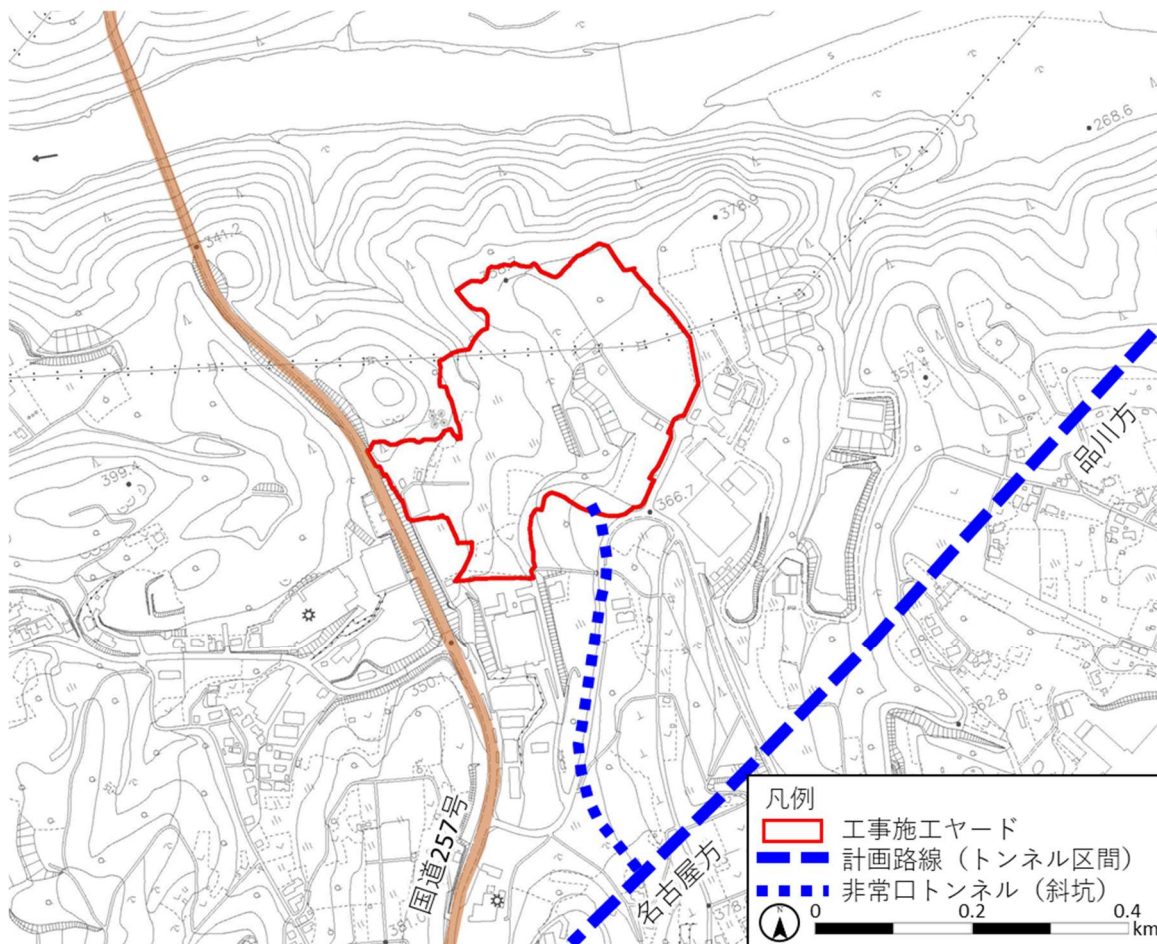 268.6
378.9
341.2
357.
399.4
366.7
品川方
362.8
350.1
国道257号
名古屋方
凡例
工事施工ヤード
計画路線(トンネル区間)
非常口トンネル(斜坑)
N
0
0.2
0.4
km